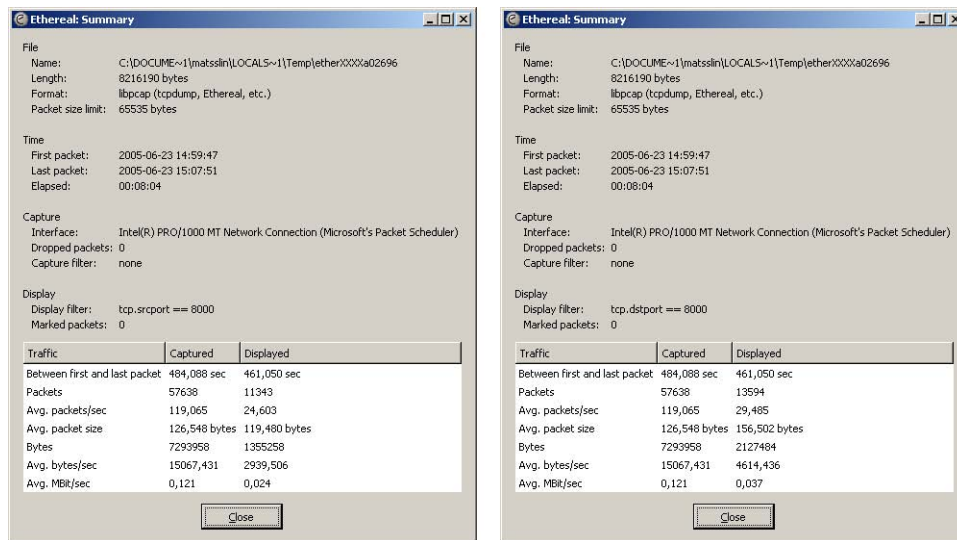 Ethereal: Summary
File
Name: C:\DOCUME~1\matsslin\LOCALS~1\Temp\etherXXXXa02696
Length: 8216190 bytes
Format: libpcap (tcpdump, Ethereal, etc.)
Packet size limit: 65535 bytes
Time
First packet: 2005-06-23 14:59:47
Last packet: 2005-06-23 15:07:51
Elapsed: 00:08:04
Capture
Interface: Intel(R) PRO/1000 MT Network Connection (Microsoft's Packet Scheduler)
Dropped packets: 0
Capture filter: none
Display
Display filter: tcp.srcport == 8000
Marked packets: 0
Traffic Captured Displayed
Between first and last packet 484,088 sec 461,050 sec
Packets 57638 11343
Avg. packets/sec 119,065 24,603
Avg. packet size 126,548 bytes 119,480 bytes
Bytes 7293958 1355258
Avg. bytes/sec 15067,431 2939,506
Avg. MBit/sec 0,121 0,024
Close
Ethereal: Summary
File
Name: C:\DOCUME~1\matsslin\LOCALS~1\Temp\etherXXXXa02696
Length: 8216190 bytes
Format: libpcap (tcpdump, Ethereal, etc.)
Packet size limit: 65535 bytes
Time
First packet: 2005-06-23 14:59:47
Last packet: 2005-06-23 15:07:51
Elapsed: 00:08:04
Capture
Interface: Intel(R) PRO/1000 MT Network Connection (Microsoft's Packet Scheduler)
Dropped packets: 0
Capture filter: none
Display
Display filter: tcp.dstport == 8000
Marked packets: 0
Traffic Captured Displayed
Between first and last packet 484,088 sec 461,050 sec
Packets 57638 13594
Avg. packets/sec 119,065 29,485
Avg. packet size 126,548 bytes 156,502 bytes
Bytes 7293958 2127484
Avg. bytes/sec 15067,431 4614,436
Avg. MBit/sec 0,121 0,037
Close